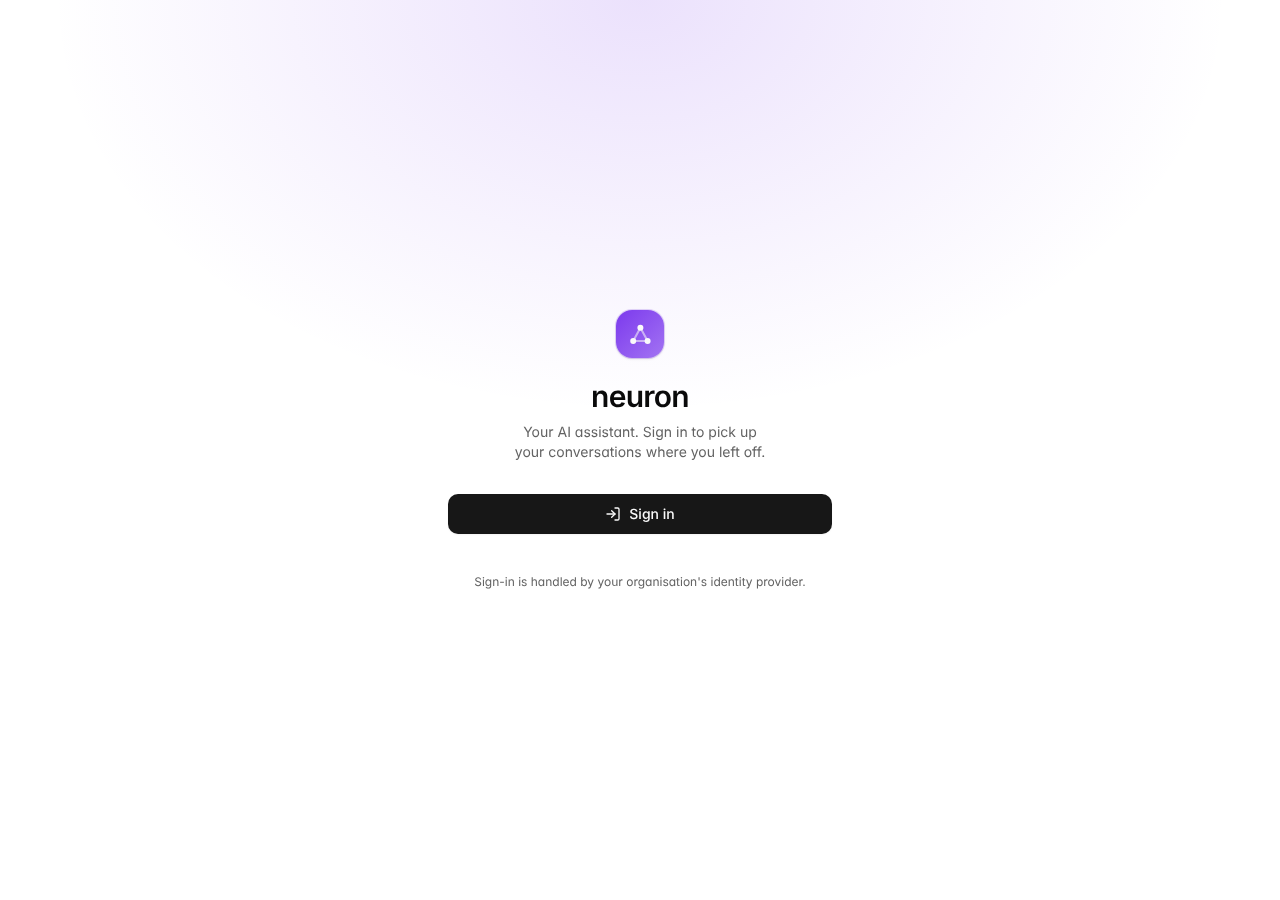 neuron
Your AI assistant. Sign in to pick up
your conversations where you left off.
Sign in
Sign-in is handled by your organisation's identity provider.